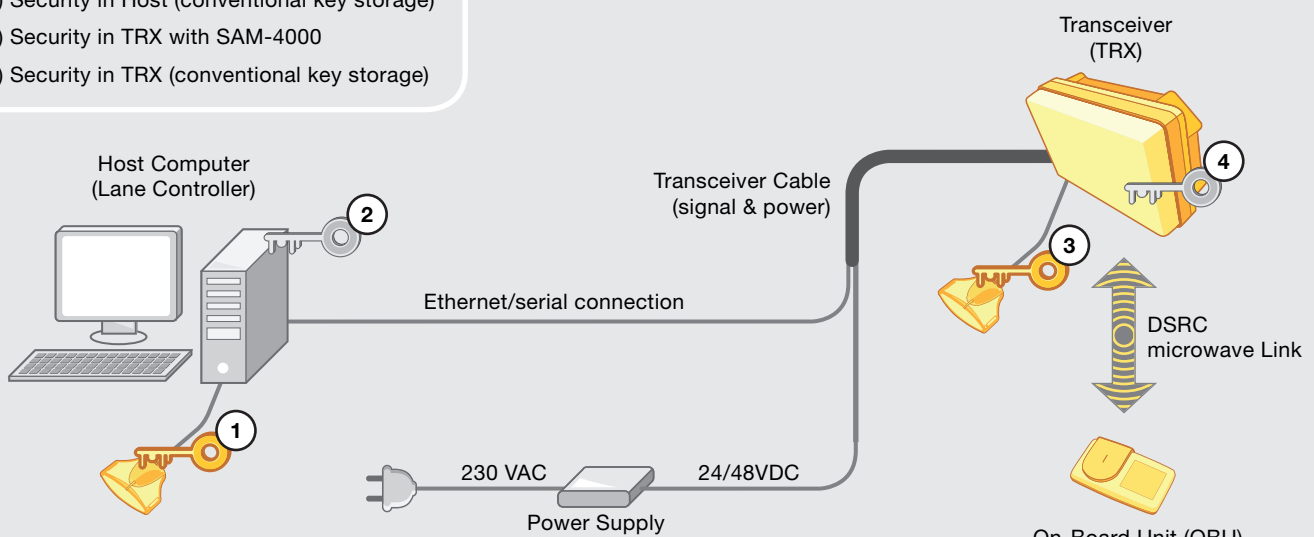 ) Security in Host (conventional key storage)
) Security in TRX with SAM-4000
) Security in TRX (conventional key storage)
Transceiver
(TRX)
Host Computer
(Lane Controller)
Transceiver Cable
(signal & power)
4
2
3
Ethernet/serial connection
DSRC
microwave Link
1
230 VAC
24/48VDC
Power Supply
On-Board Unit (OBU)